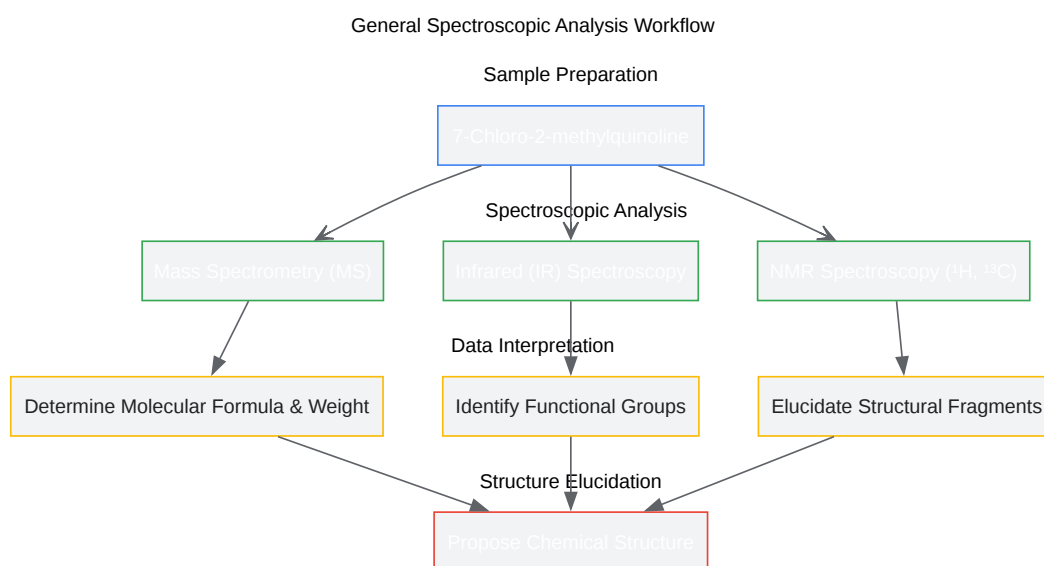 General Spectroscopic Analysis Workflow
Sample Preparation
7-Chloro-2-methylquinoline
Spectroscopic Analysis
Mass Spectrometry (MS)
Infrared (IR) Spectroscopy
NMR Spectroscopy (¹H, ¹³C)
Data Interpretation
Determine Molecular Formula & Weight
Identify Functional Groups
Elucidate Structural Fragments
Structure Elucidation
Propose Chemical Structure